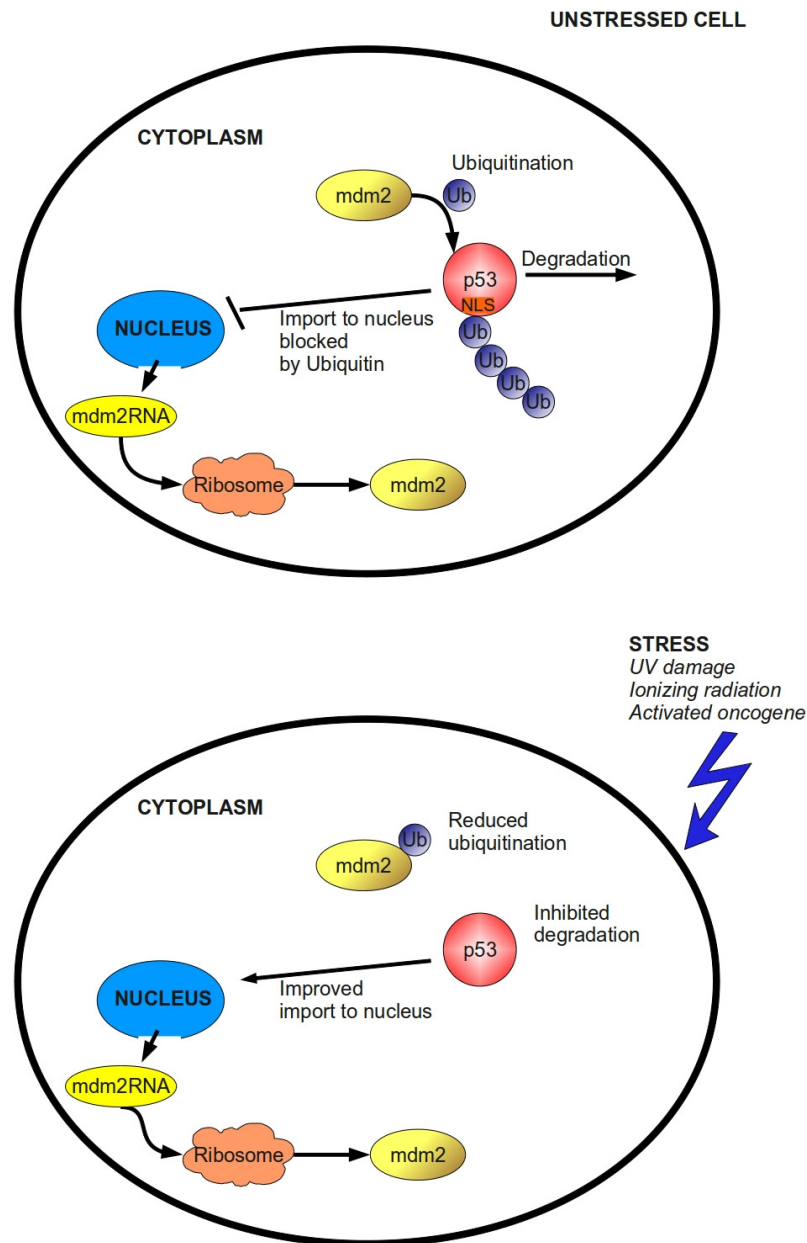 UNSTRESSED CELL
CYTOPLASM
Ubiquitination
mdm2
Ub
Degradation
p53
NLS
NUCLEUS
Import to nucleus
blocked
by Ubiquitin
Ub
Ub
Ub
Ub
mdm2RNA
Ribosome
mdm2
STRESS
UV damage
Ionizing radiation
Activated oncogene
CYTOPLASM
Reduced
ubiquitination
Ub
mdm2
Inhibited
degradation
p53
NUCLEUS
Improved
import to nucleus
mdm2RNA
Ribosome
mdm2